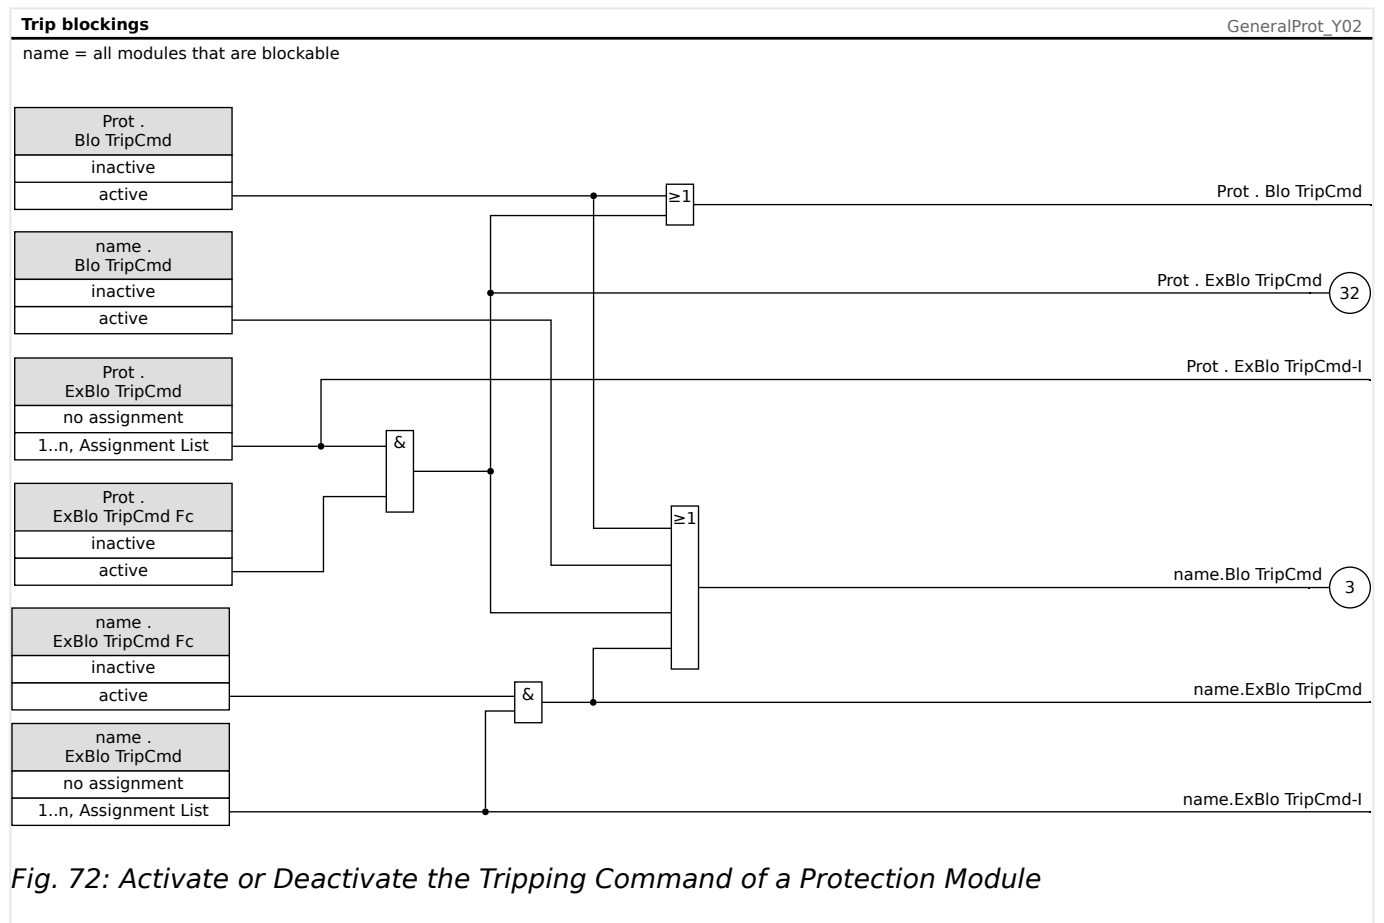 Trip blockings
GeneralProt_Y02
name = all modules that are blockable
Prot .
Blo TripCmd
inactive
active
≥1
Prot . Blo TripCmd
name .
Blo TripCmd
inactive
active
Prot . ExBlo TripCmd
32
Prot .
ExBlo TripCmd
no assignment
1..n, Assignment List
&
Prot . ExBlo TripCmd-I
Prot .
ExBlo TripCmd Fc
inactive
active
≥1
name.Blo TripCmd
3
name .
ExBlo TripCmd Fc
inactive
active
&
name.ExBlo TripCmd
name .
ExBlo TripCmd
no assignment
1..n, Assignment List
name.ExBlo TripCmd-I
Fig. 72: Activate or Deactivate the Tripping Command of a Protection Module